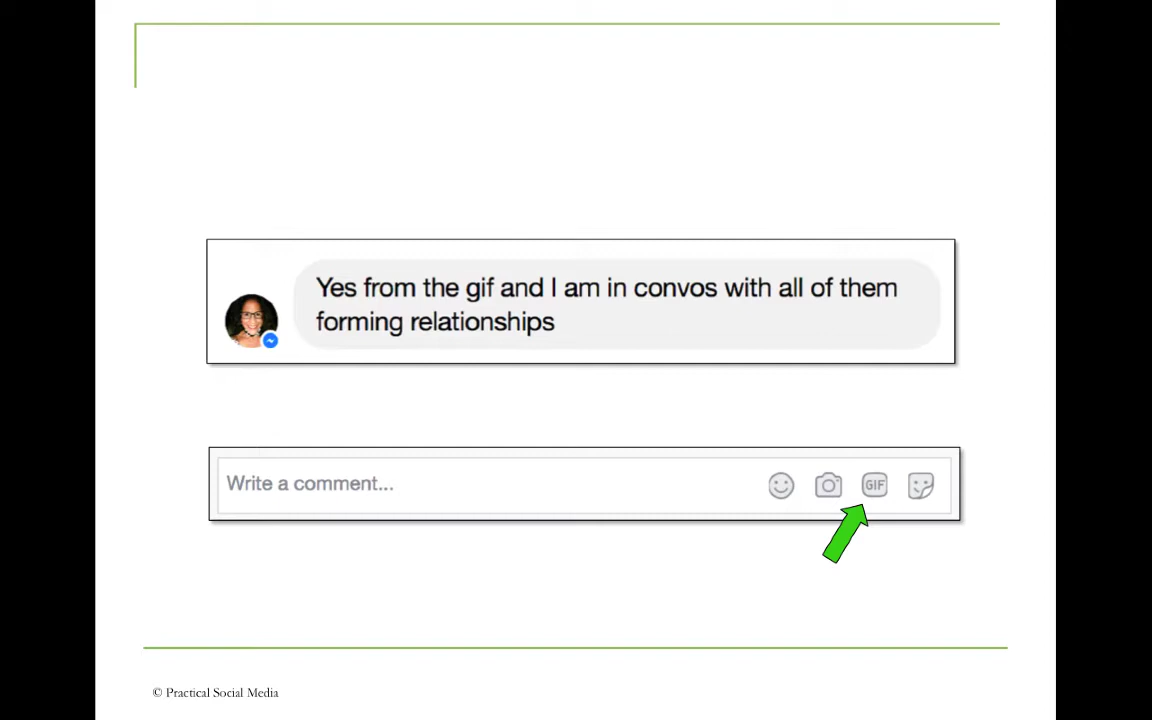 Yes from the gif and I am in convos with all of them
forming relationships
Write a comment...
GIF
© Practical Social Media